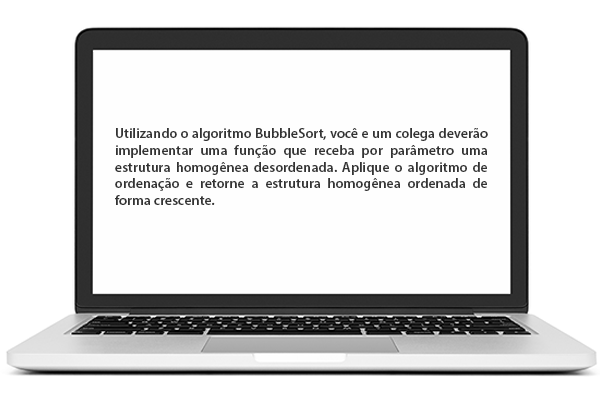 Utilizando o algoritmo BubbleSort, você e um colega deverão
implementar uma função que receba por parâmetro uma
estrutura homogênea desordenada. Aplique o algoritmo de
ordenação e retorne a estrutura homogênea ordenada de
forma crescente.